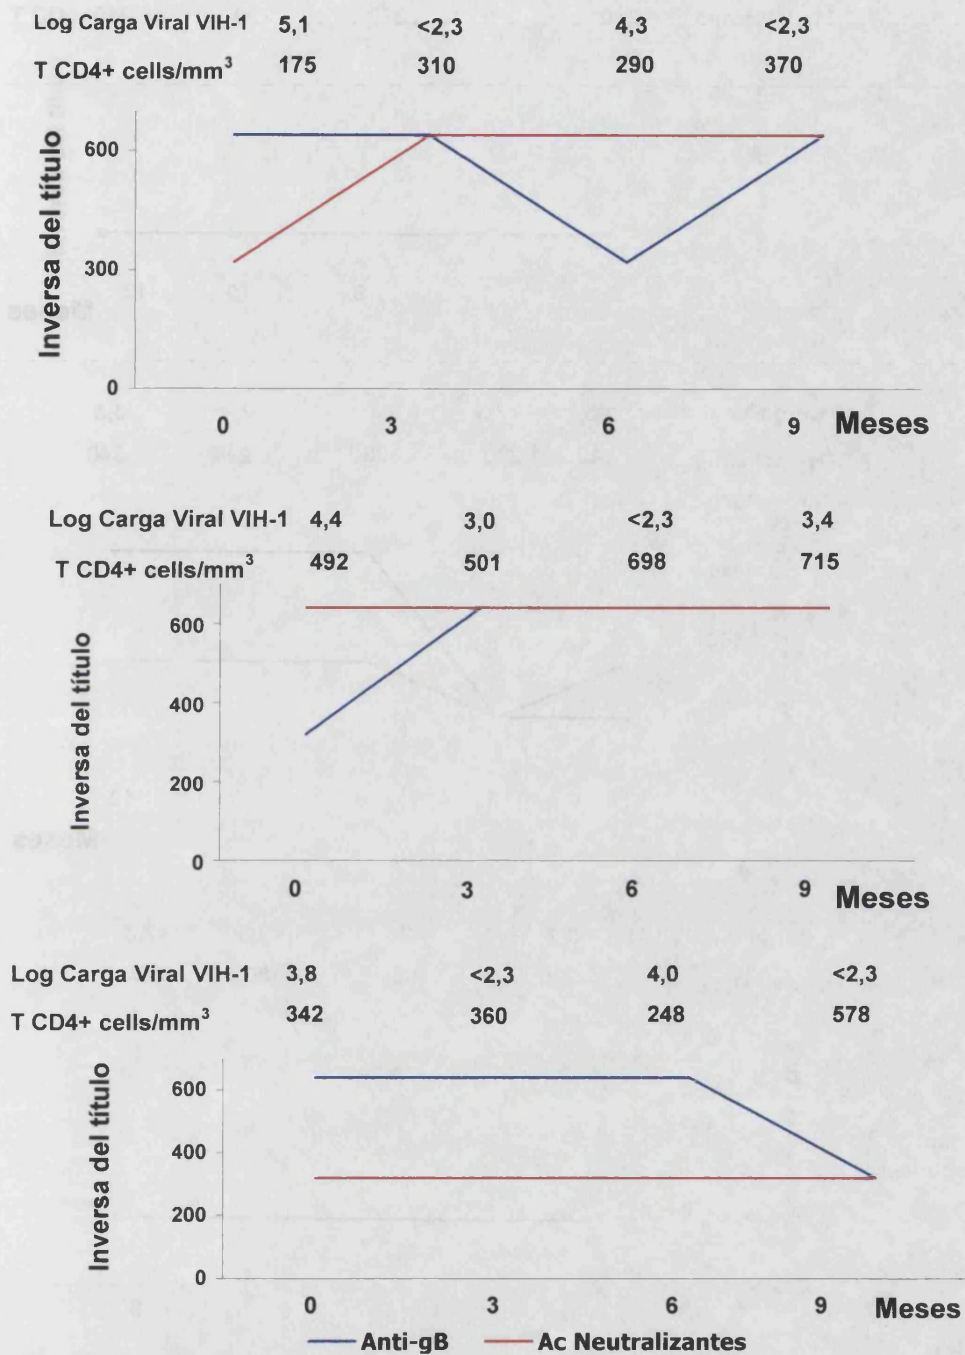 Log Carga Viral VIH-1 5,1 <2,3 4,3 <2,3
T CD4+ cells/mm³ 175 310 290 370
Inversa del título
600
300
0
0 3 6 9 Meses
Log Carga Viral VIH-1 4,4 3,0 <2,3 3,4
T CD4+ cells/mm³ 492 501 698 715
Inversa del título
600
400
200
0
0 3 6 9 Meses
Log Carga Viral VIH-1 3,8 <2,3 4,0 <2,3
T CD4+ cells/mm³ 342 360 248 578
Inversa del título
600
400
200
0
0 3 6 9 Meses
Anti-gB Ac Neutralizantes